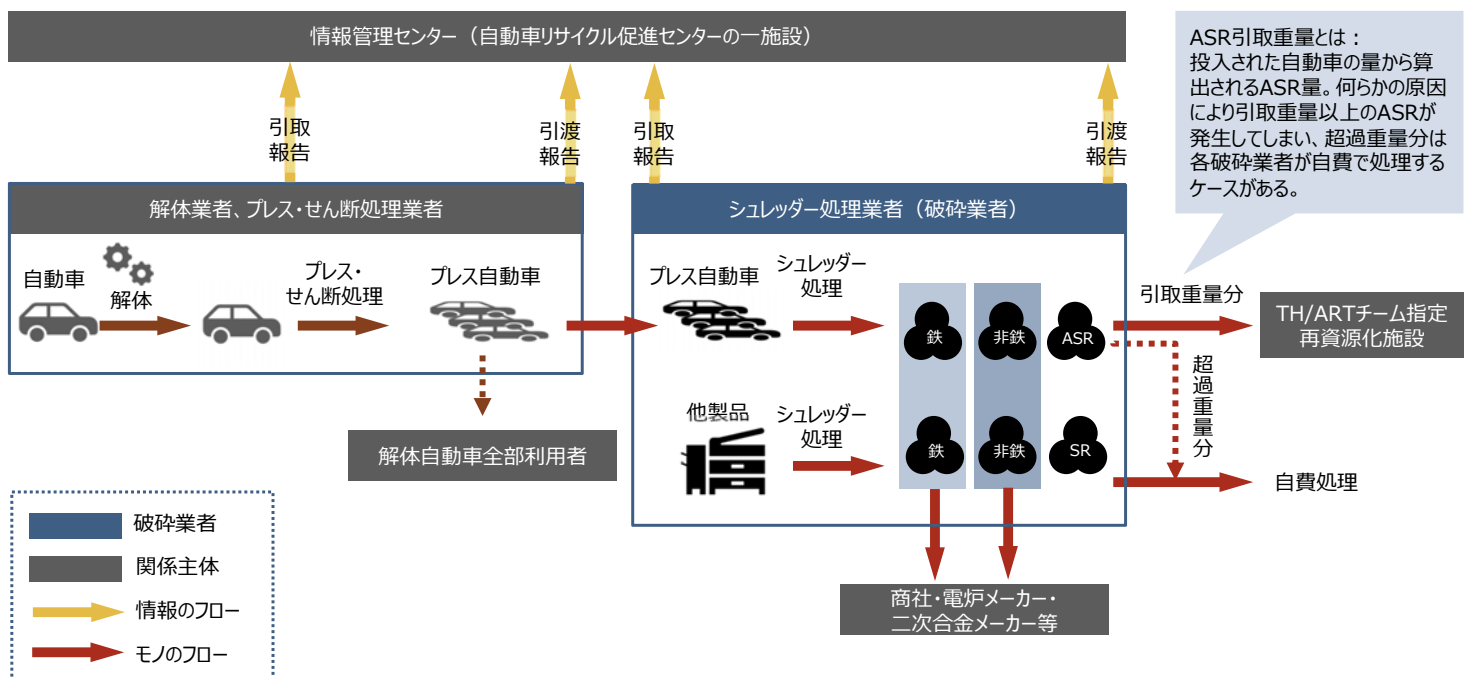 情報管理センター（自動車リサイクル促進センターの一施設）
ASR引取重量とは：
投入された自動車の量から算
出されるASR量。何らかの原因
により引取重量以上のASRが
発生してしまい、超過重量分は
各破砕業者が自費で処理する
ケースがある。
引取
報告
引渡
報告
引取
報告
引渡
報告
解体業者、プレス・せん断処理業者
シュレッダー処理業者（破砕業者）
自動車
解体
プレス・
せん断処理
プレス自動車
プレス自動車
シュレッダー
処理
鉄
非鉄
ASR
引取重量分
TH/ARTチーム指定
再資源化施設
超過重量分
他製品
シュレッダー
処理
鉄
非鉄
SR
自費処理
解体自動車全部利用者
商社・電炉メーカー・
二次合金メーカー等
破砕業者
関係主体
情報のフロー
モノのフロー